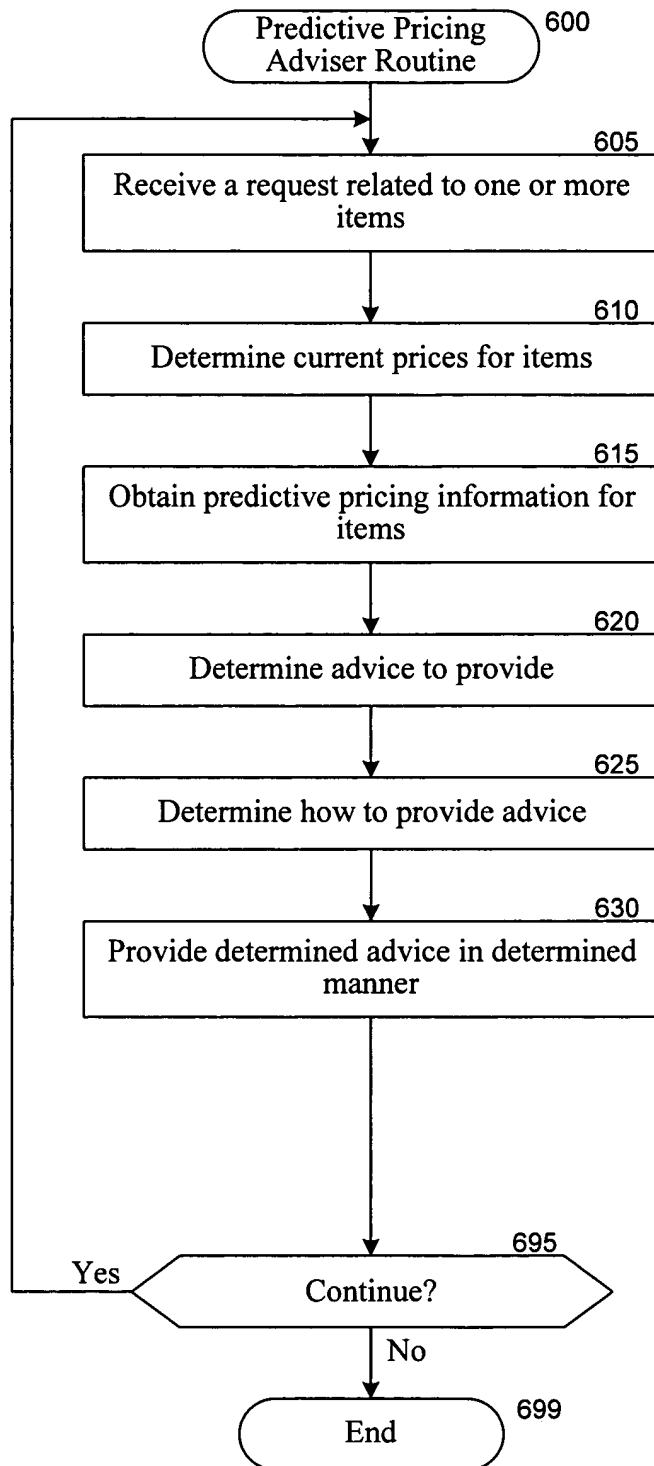 Predictive Pricing
Adviser Routine
600
605
Receive a request related to one or more
items
610
Determine current prices for items
615
Obtain predictive pricing information for
items
620
Determine advice to provide
625
Determine how to provide advice
630
Provide determined advice in determined
manner
695
Yes
Continue?
No
699
End